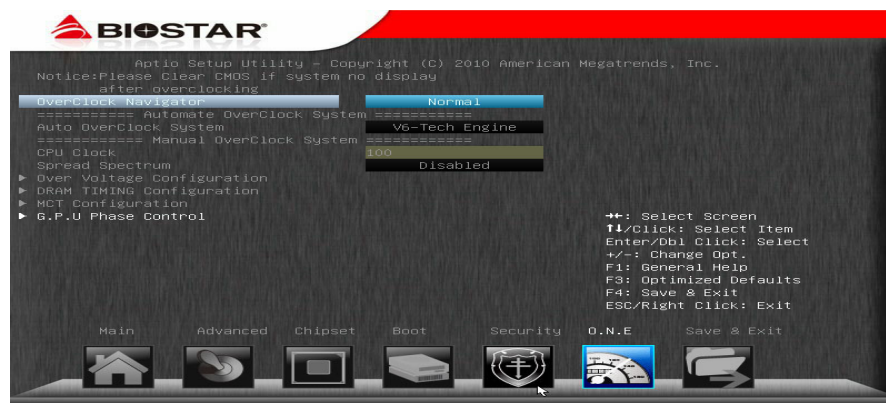 BIOSTAR
Aptio Setup Utility - Copyright (C) 2010 American Megatrends, Inc.
Notice:Please Clear CMOS if system no display
after overclocking
OverClock Navigator Normal
=========== Automate OverClock System ===========
Auto OverClock System V6-Tech Engine
============ Manual OverClock System ============
CPU Clock 100
Spread Spectrum Disabled
► Over Voltage Configuration
► DRAM TIMING Configuration
► MCT Configuration
► G.P.U Phase Control
→←: Select Screen
↑↓/Click: Select Item
Enter/Dbl Click: Select
+/-: Change Opt.
F1: General Help
F3: Optimized Defaults
F4: Save & Exit
ESC/Right Click: Exit
Main Advanced Chipset Boot Security O.N.E Save & Exit